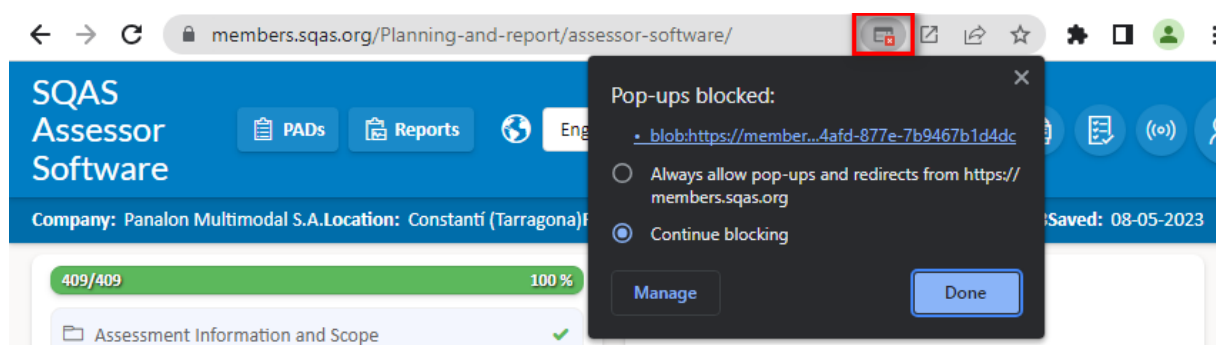 members.sqas.org/Planning-and-report/assessor-software/
SQAS
Assessor
Software
PADs
Reports
Eng
Pop-ups blocked:
• blob:https://member...4afd-877e-7b9467b1d4dc
Always allow pop-ups and redirects from https://
members.sqas.org
Continue blocking
Manage
Done
Company: Panalon Multimodal S.A.Location: Constantí (Tarragona)
Saved: 08-05-2023
409/409
100 %
Assessment Information and Scope